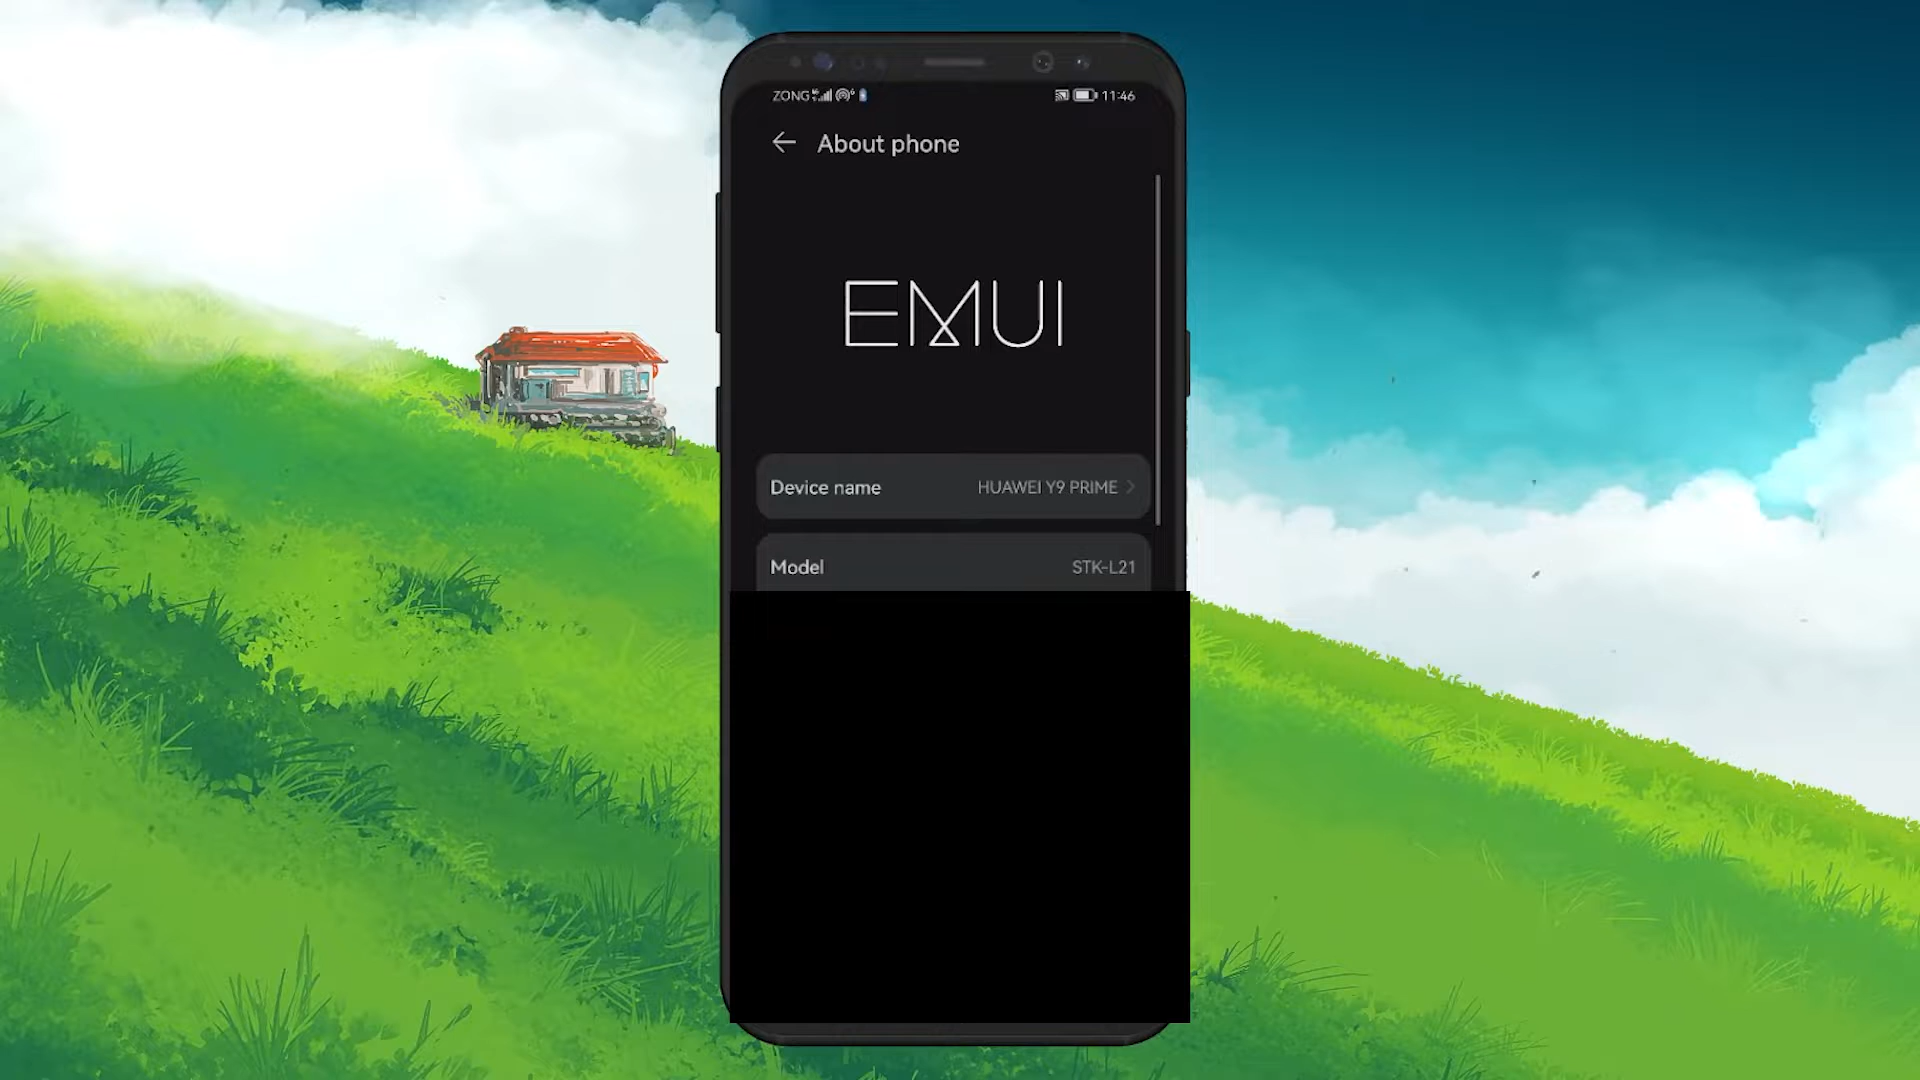 ZONG 11:46
About phone
EMUI
Device name HUAWEI Y9 PRIME
Model STK-L21